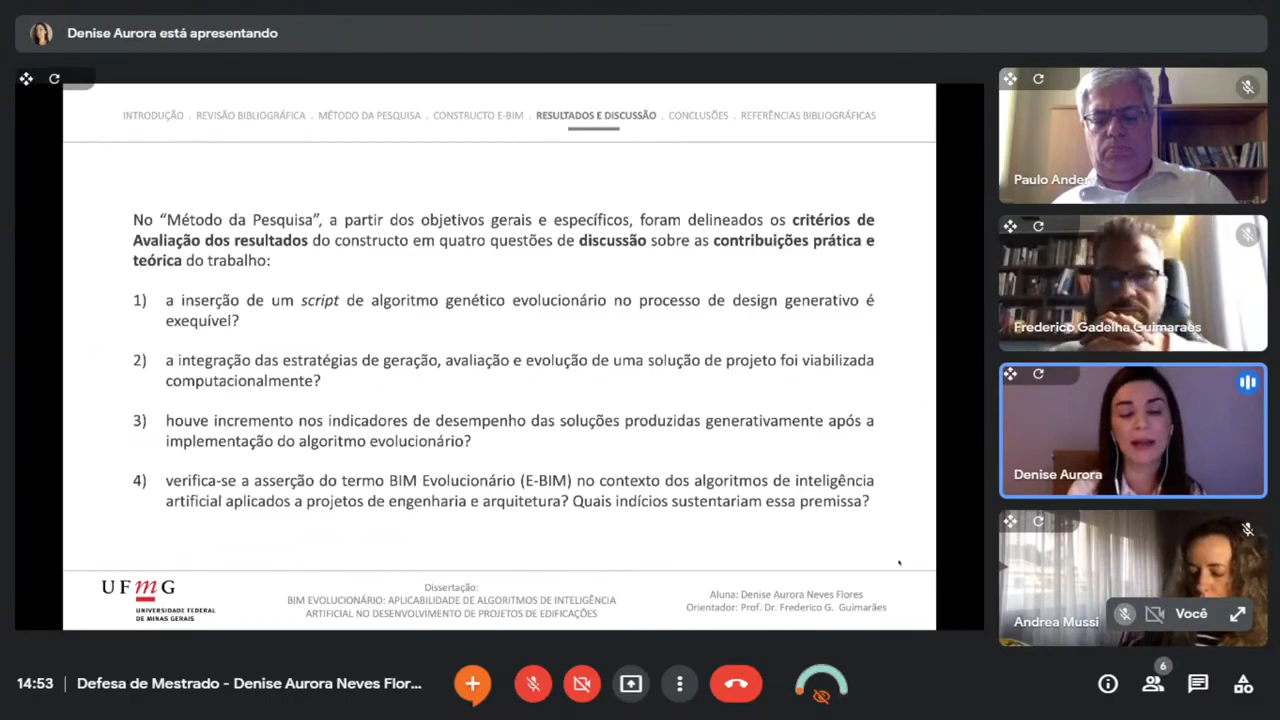 Denise Aurora está apresentando
INTRODUÇÃO . REVISÃO BIBLIOGRÁFICA . MÉTODO DA PESQUISA . CONSTRUCTO E-BIM . RESULTADOS E DISCUSSÃO . CONCLUSÕES . REFERÊNCIAS BIBLIOGRÁFICAS
No “Método da Pesquisa”, a partir dos objetivos gerais e específicos, foram delineados os critérios de
Avaliação dos resultados do constructo em quatro questões de discussão sobre as contribuições prática e
teórica do trabalho:
1) a inserção de um script de algoritmo genético evolucionário no processo de design generativo é
exequível?
2) a integração das estratégias de geração, avaliação e evolução de uma solução de projeto foi viabilizada
computacionalmente?
3) houve incremento nos indicadores de desempenho das soluções produzidas generativamente após a
implementação do algoritmo evolucionário?
4) verifica-se a asserção do termo BIM Evolucionário (E-BIM) no contexto dos algoritmos de inteligência
artificial aplicados a projetos de engenharia e arquitetura? Quais indícios sustentariam essa premissa?
UFmG
UNIVERSIDADE FEDERAL
DE MINAS GERAIS
Dissertação:
BIM EVOLUCIONÁRIO: APLICABILIDADE DE ALGORITMOS DE INTELIGÊNCIA
ARTIFICIAL NO DESENVOLVIMENTO DE PROJETOS DE EDIFICAÇÕES
Aluna: Denise Aurora Neves Flores
Orientador: Prof. Dr. Frederico G. Guimarães
Paulo Ander
Frederico Gadelha Guimaraes
Denise Aurora
Andrea Mussi
Você
14:53 | Defesa de Mestrado - Denise Aurora Neves Flor...
6